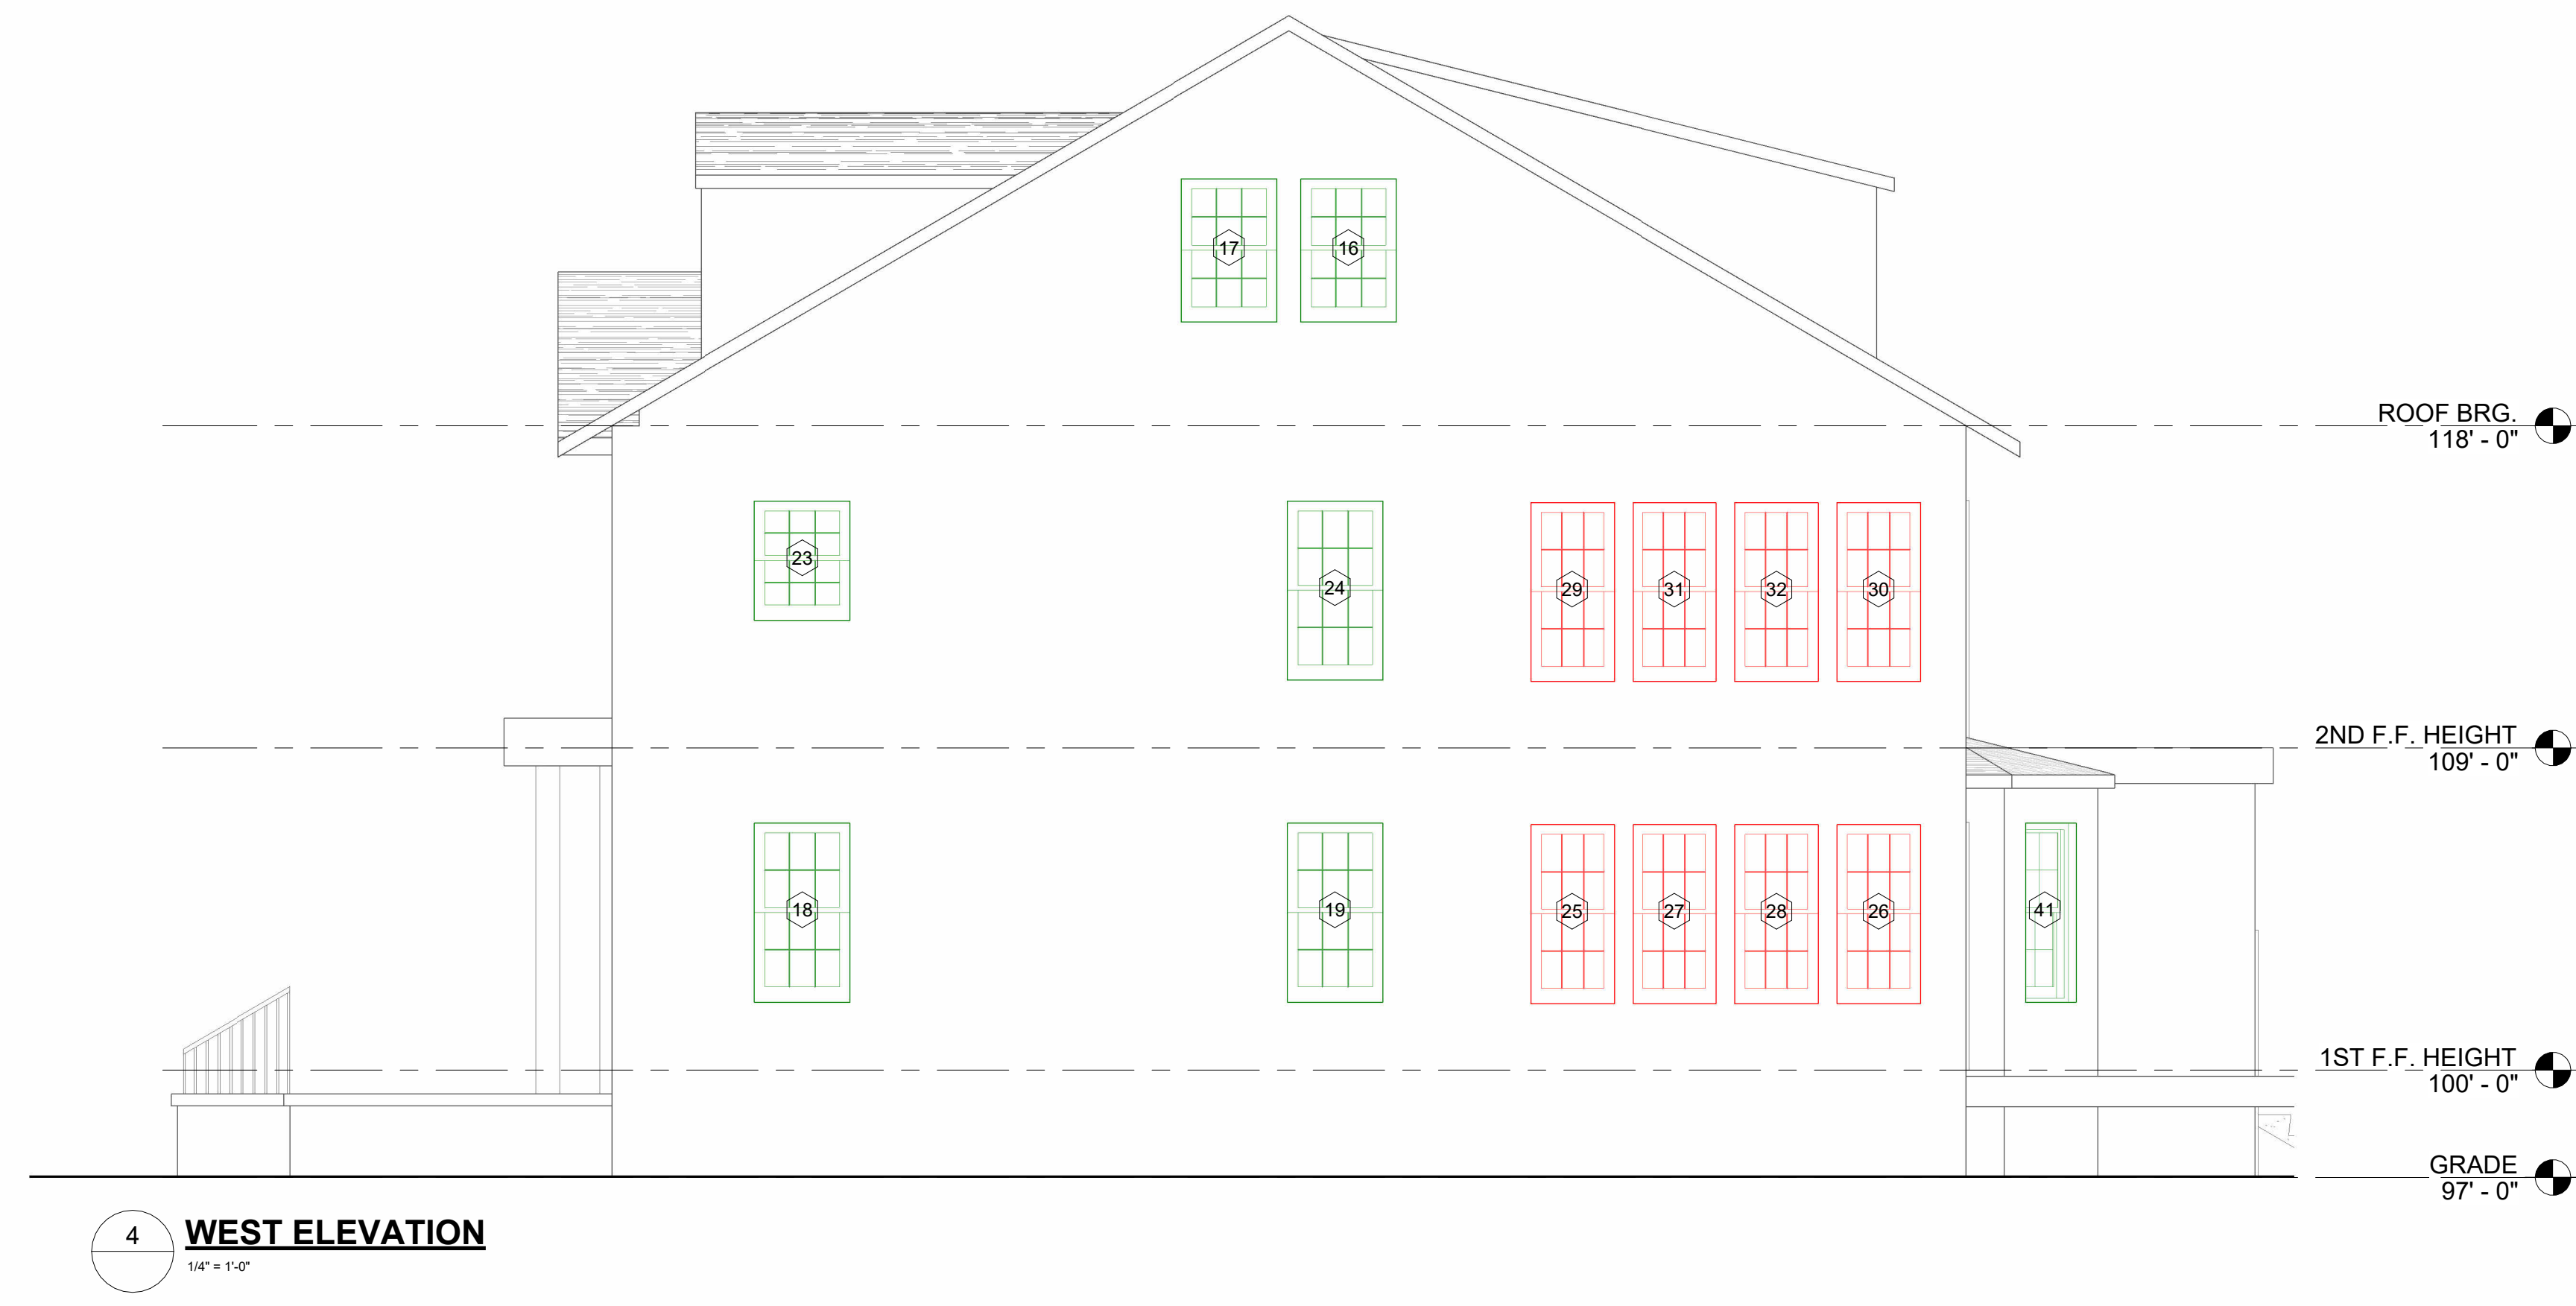 17
16
ROOF BRG.
118' - 0"
23
24
29
31
32
30
2ND F.F. HEIGHT
109' - 0"
18
19
25
27
28
26
41
1ST F.F. HEIGHT
100' - 0"
GRADE
97' - 0"
4
WEST ELEVATION
1/4" = 1'-0"